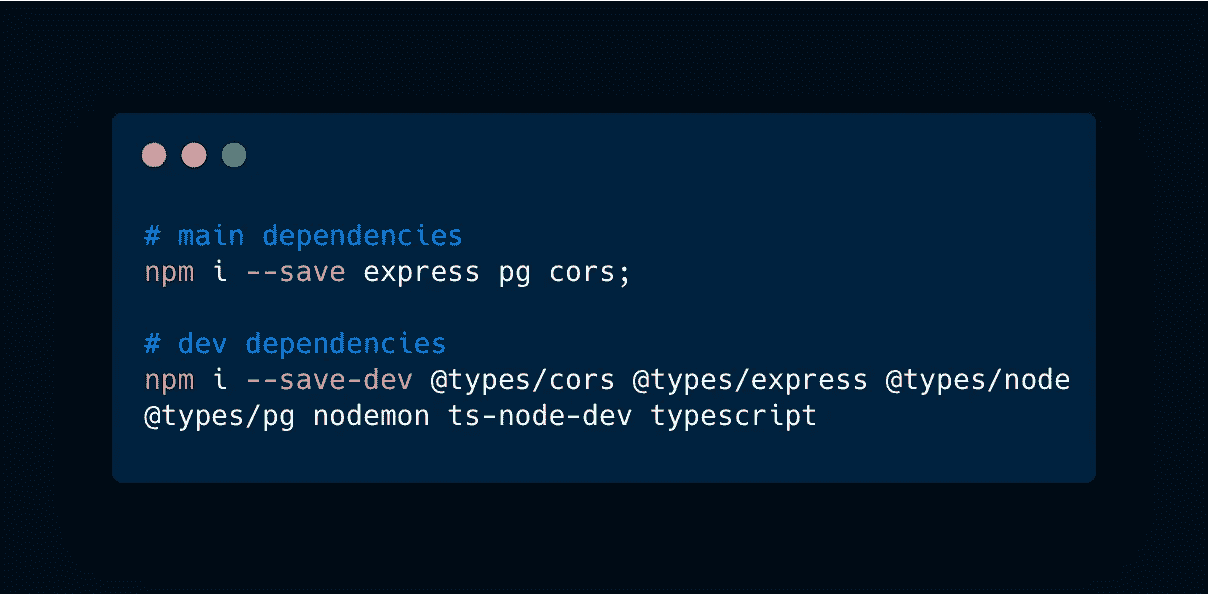 # main dependencies
npm i --save express pg cors;
# dev dependencies
npm i --save-dev @types/cors @types/express @types/node
@types/pg nodemon ts-node-dev typescript